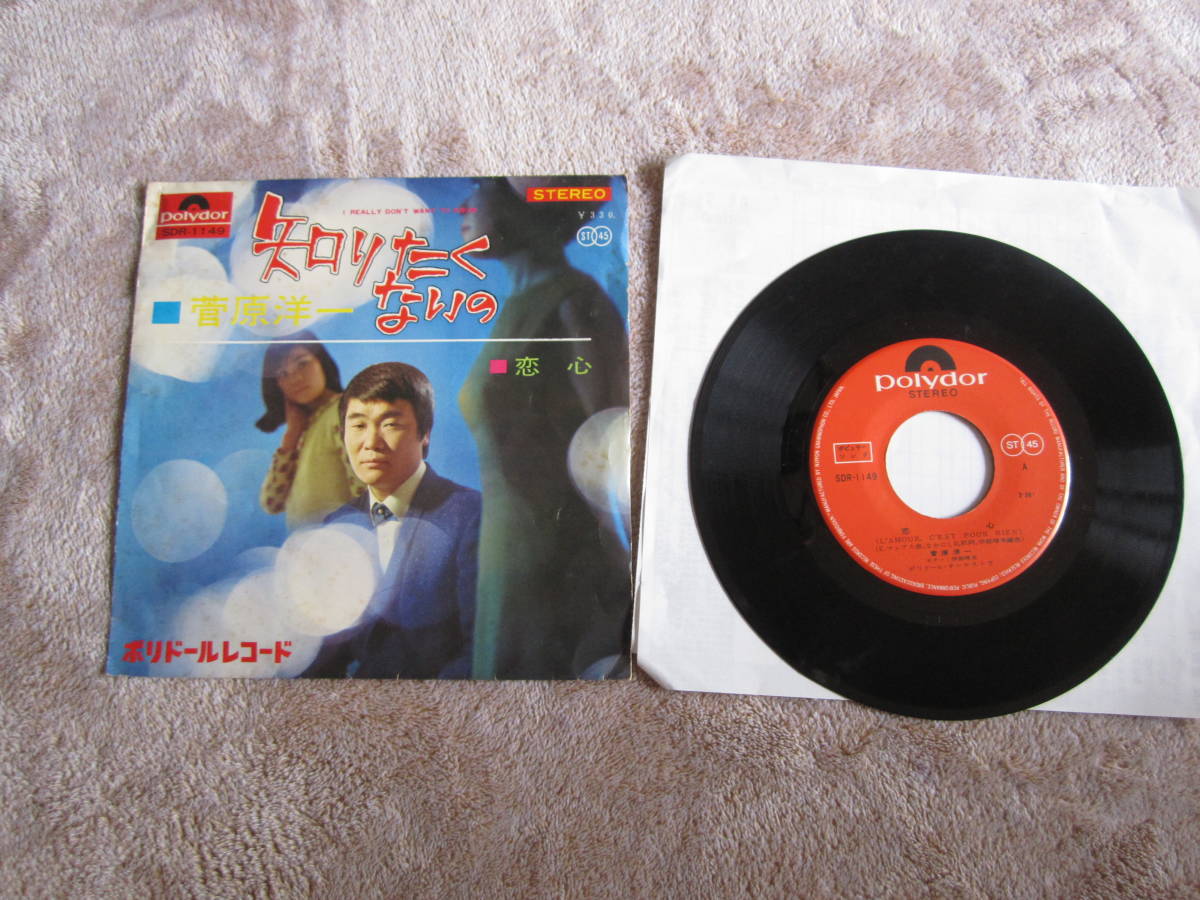 polydor
SDR-1149
I REALLY DON'T WANT TO KNOW
STEREO
¥330.
ST 45
知りたく
ないの
■菅原洋一
■恋心
ポリドールレコード
polydor
STEREO
ST 45
SDR-1149
A
恋心
(L'AMOUR, C'EST POUR RIEN)
菅原洋一